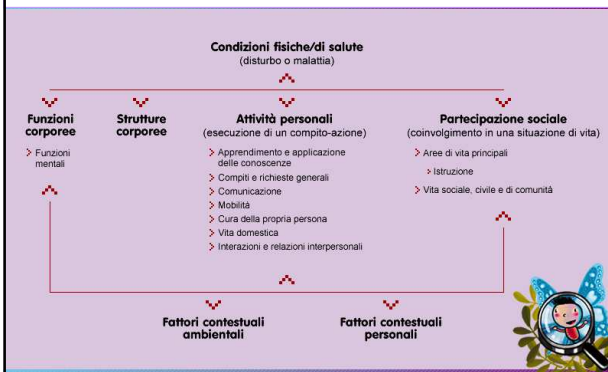 Condizioni fisiche/di salute
(disturbo o malattia)
Funzioni
corporee
> Funzioni
mentali
Strutture
corporee
Attività personali
(esecuzione di un compito-azione)
> Apprendimento e applicazione
delle conoscenze
> Compiti e richieste generali
> Comunicazione
> Mobilità
> Cura della propria persona
> Vita domestica
> Interazioni e relazioni interpersonali
Partecipazione sociale
(coinvolgimento in una situazione di vita)
> Aree di vita principali
> Istruzione
> Vita sociale, civile e di comunità
Fattori contestuali
ambientali
Fattori contestuali
personali